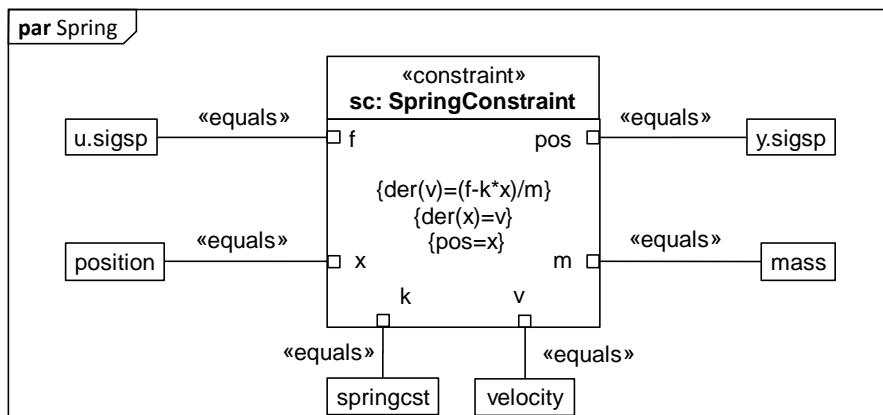 par Spring
«constraint»
sc: SpringConstraint
u.sigsp
«equals»
f
pos
«equals»
y.sigsp
{der(v)=(f-k*x)/m}
{der(x)=v}
{pos=x}
position
«equals»
x
m
«equals»
mass
k
v
«equals»
«equals»
springcst
velocity